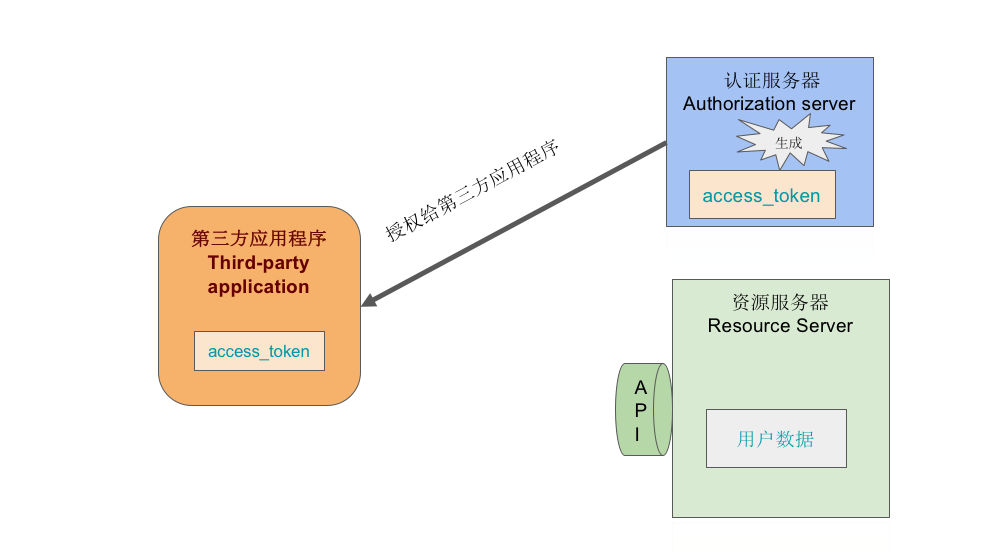 认证服务器
Authorization server
生成
access_token
授权给第三方应用程序
第三方应用程序
Third-party
application
access_token
资源服务器
Resource Server
A
P
I
用户数据